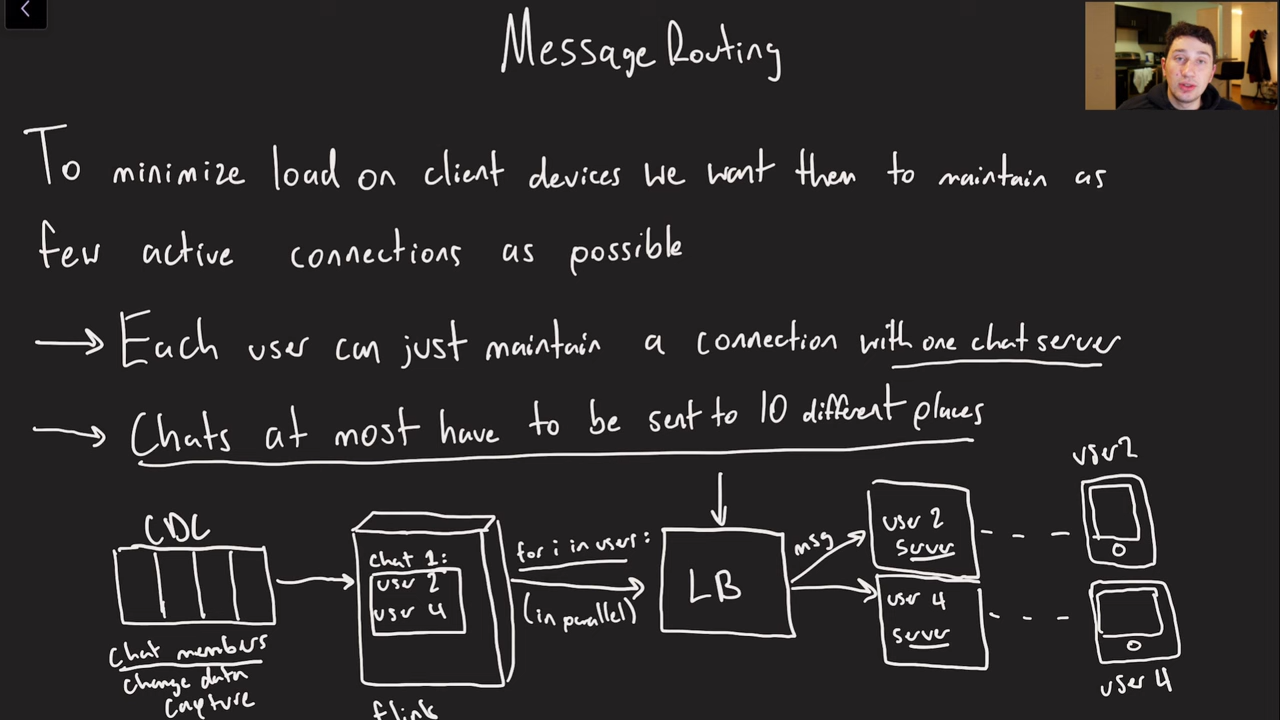 Message Routing
To minimize load on client devices we want them to maintain as
few active connections as possible
→ Each user can just maintain a connection with one chat server
→ Chats at most have to be sent to 10 different places
CDC
Chat members
change data
capture
chat 1:
user 2
user 4
flink
for i in user:
(in parallel)
LB
msg
user 2
server
user 4
server
user 2
user 4